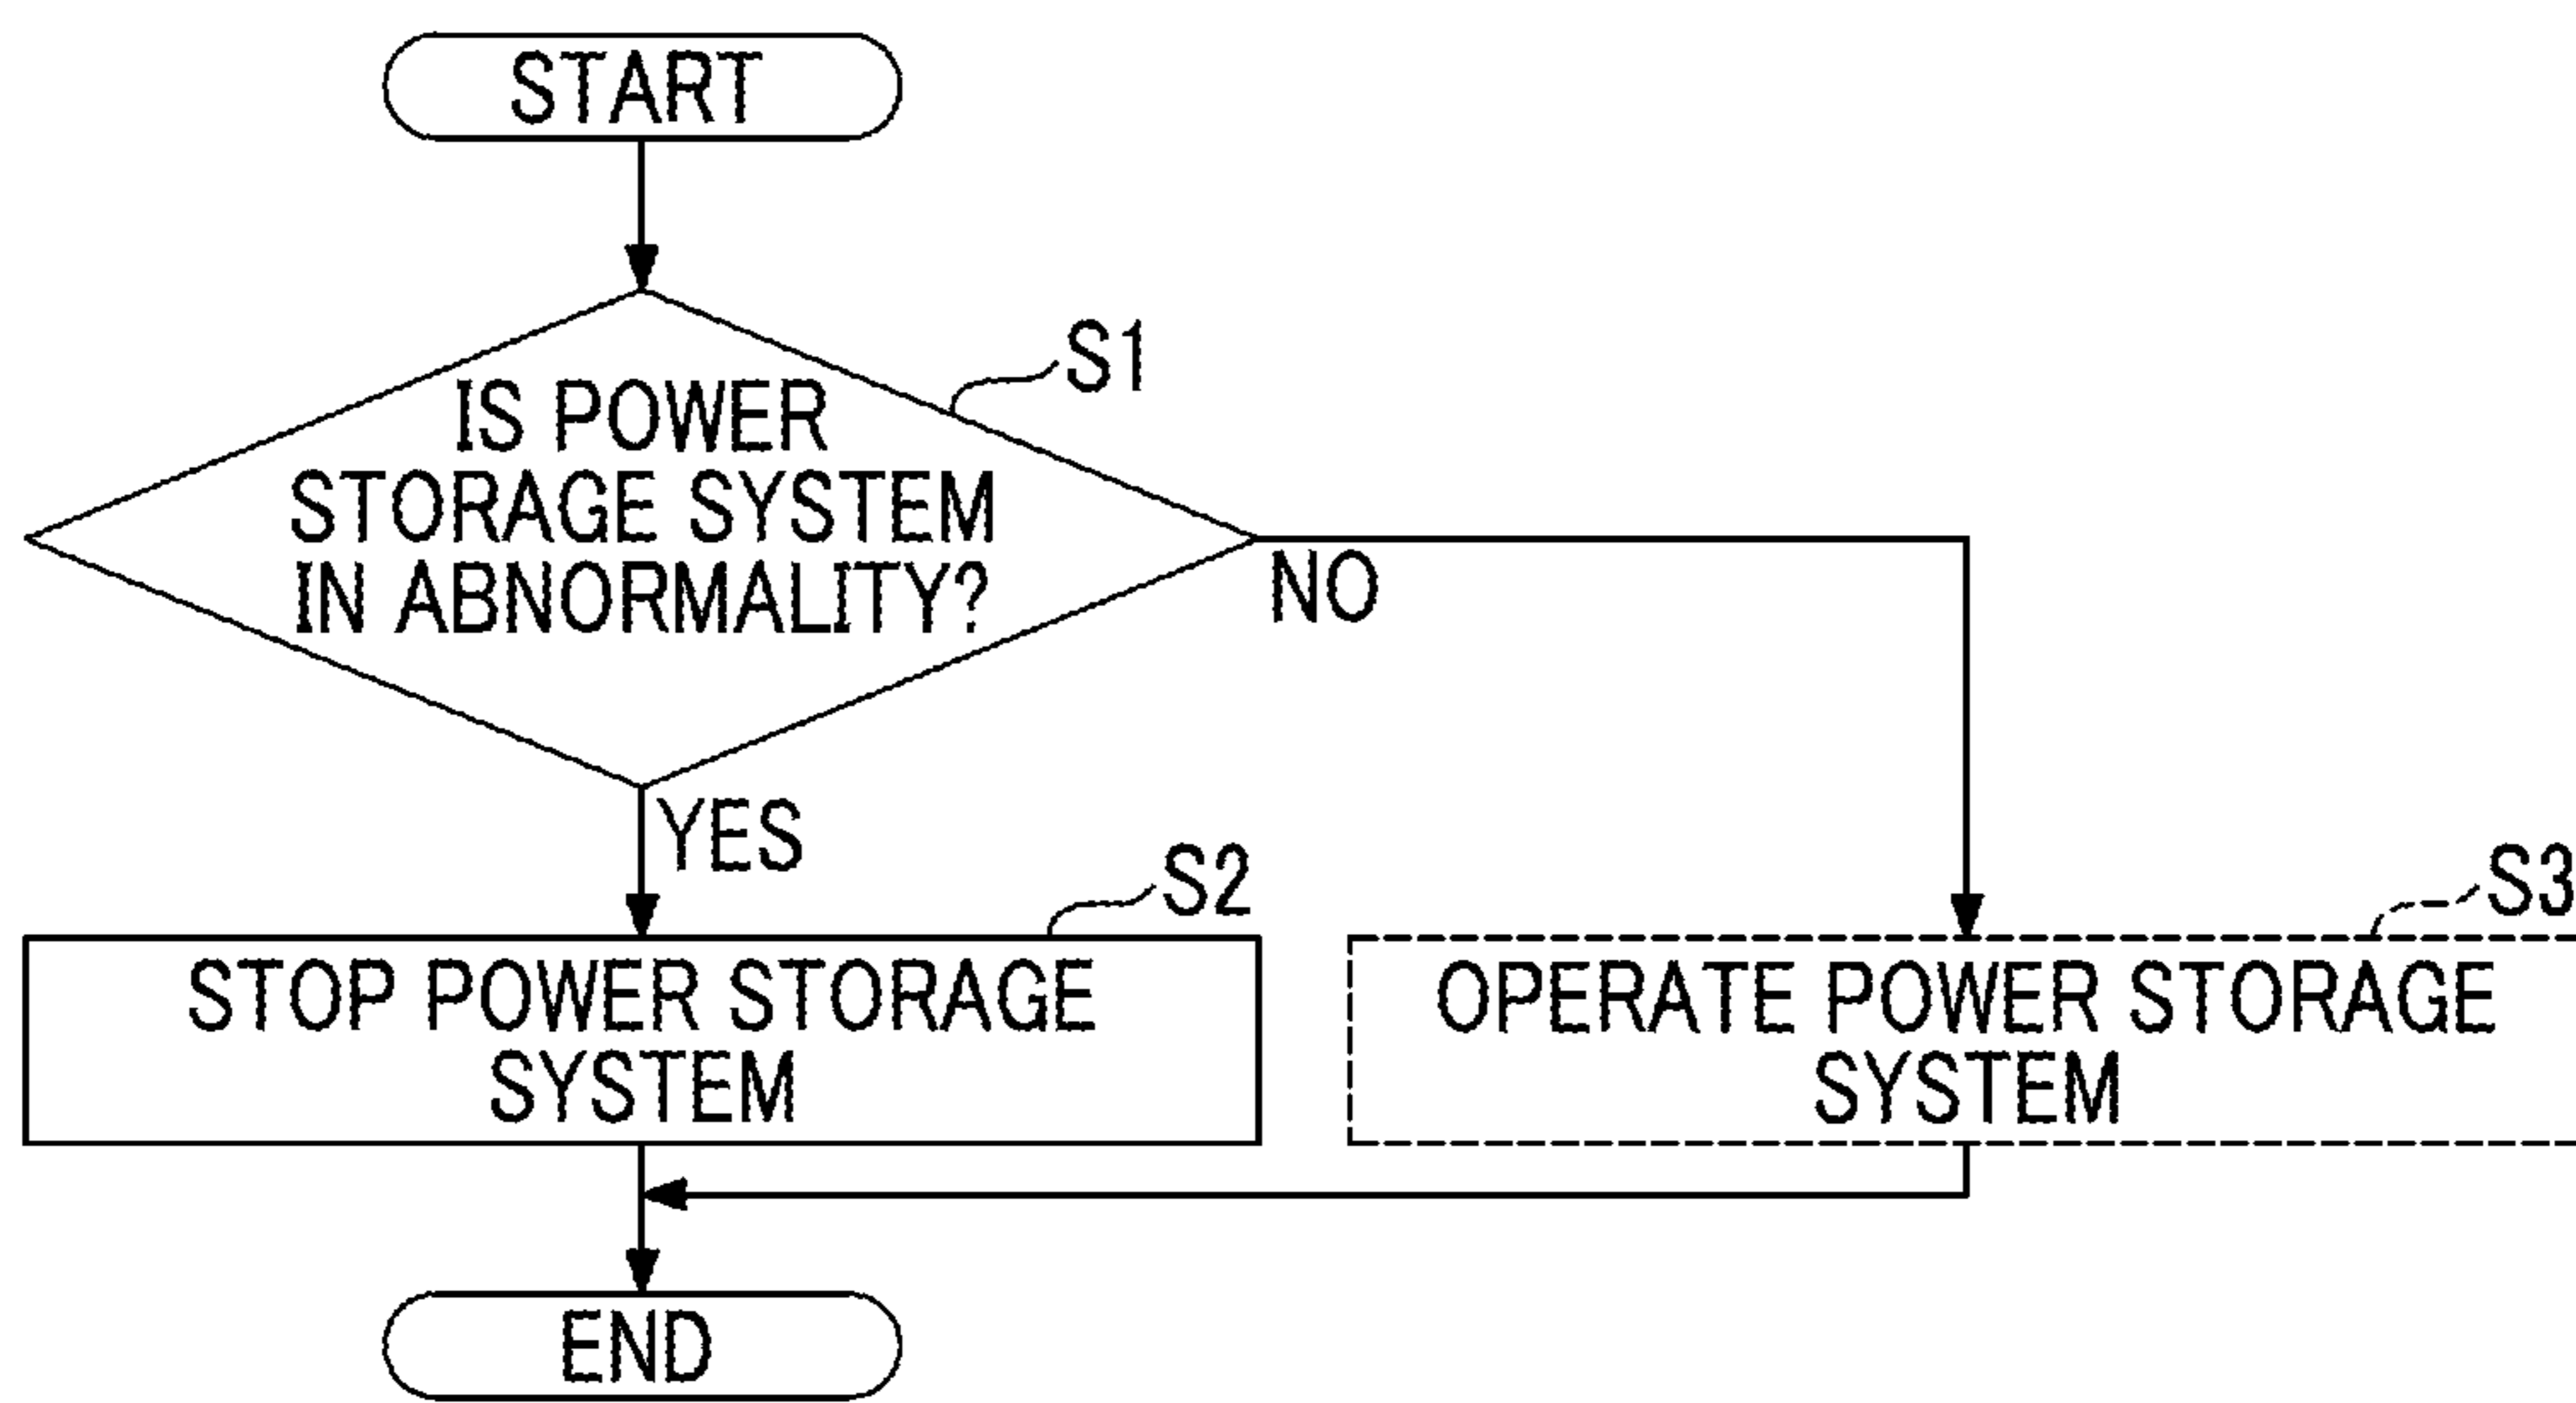 START
S1
IS POWER
STORAGE SYSTEM
IN ABNORMALITY?
NO
YES
S2
STOP POWER STORAGE
SYSTEM
S3
OPERATE POWER STORAGE
SYSTEM
END